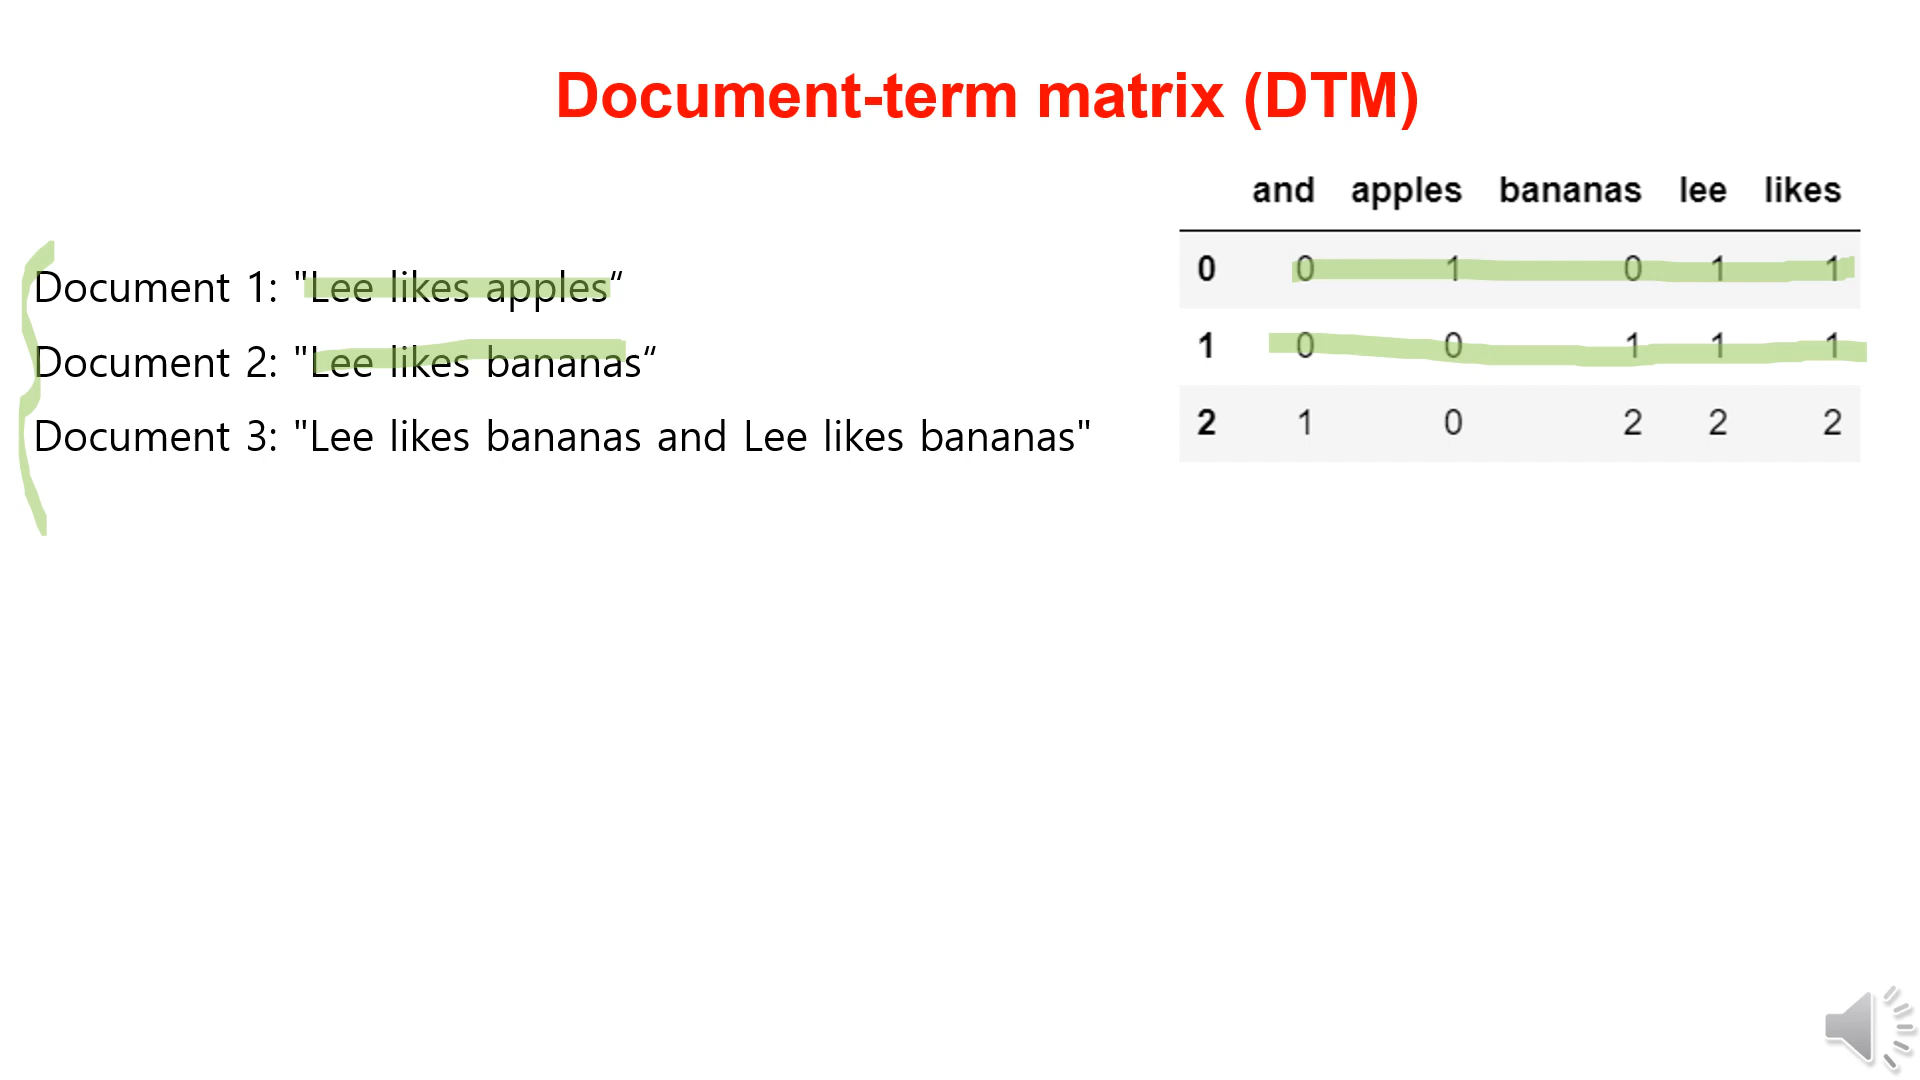 Document-term matrix (DTM)
Document 1: "Lee likes apples“
Document 2: "Lee likes bananas“
Document 3: "Lee likes bananas and Lee likes bananas"
and apples bananas lee likes
0 0 1 0 1 1
1 0 0 1 1 1
2 1 0 2 2 2